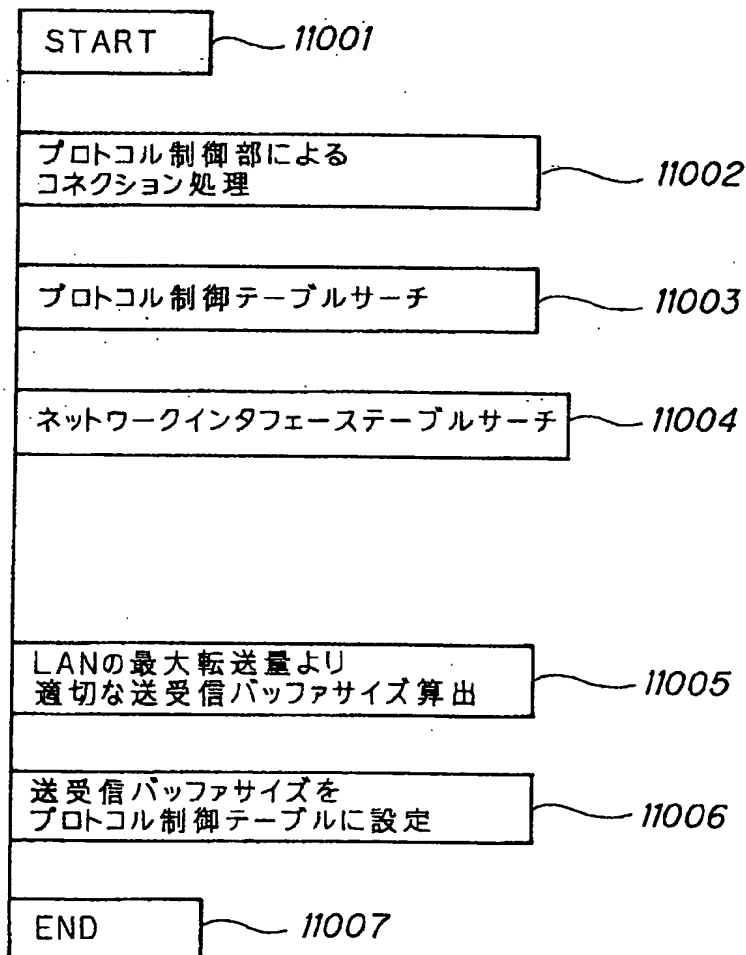 START
11001
プロトコル制御部による
コネクション処理
11002
プロトコル制御テーブルサーチ
11003
ネットワークインタフェーステーブルサーチ
11004
LANの最大転送量より
適切な送受信バッファサイズ算出
11005
送受信バッファサイズを
プロトコル制御テーブルに設定
11006
END
11007